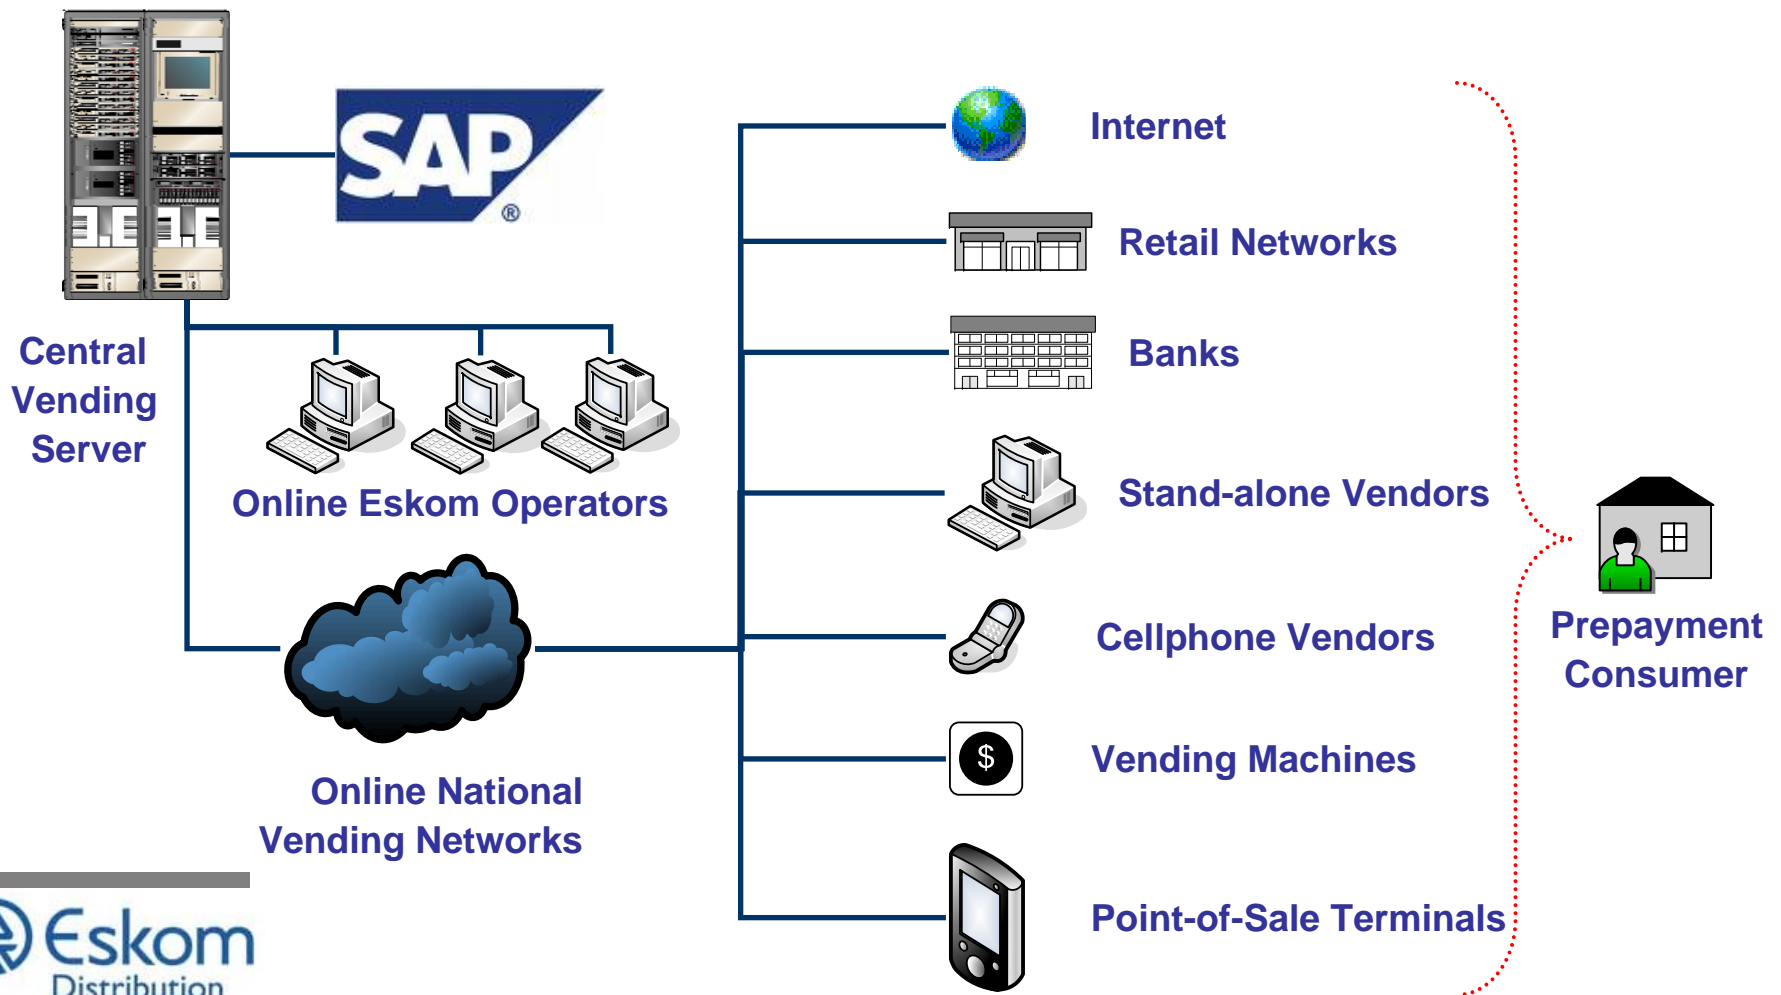 SAP
®
Central
Vending
Server
Online Eskom Operators
Online National
Vending Networks
Internet
Retail Networks
Banks
Stand-alone Vendors
Cellphone Vendors
$
Vending Machines
Point-of-Sale Terminals
Prepayment
Consumer
Eskom
Distribution